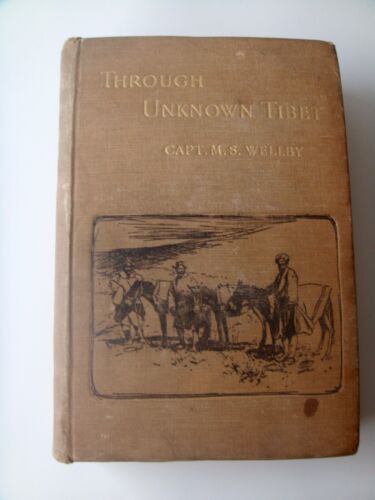 THROUGH
UNKNOWN TIBET
CAPT. M. S. WELLBY